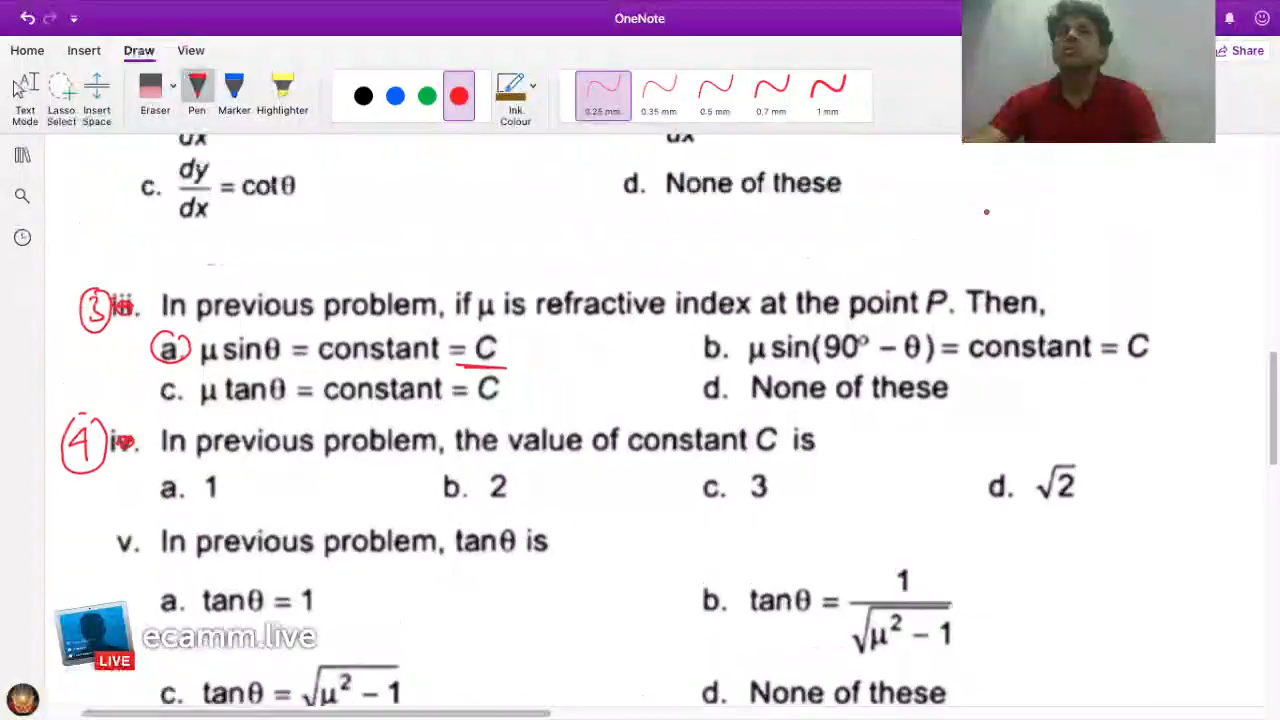 OneNote
Home Insert Draw View
Share
Text Mode
Lasso Select
Insert Space
Eraser
Pen
Marker
Highlighter
Ink Colour
0.25 mm
0.35 mm
0.5 mm
0.7 mm
1 mm
dx
dx
c. dy/dx = cotθ
d. None of these
3 iii. In previous problem, if μ is refractive index at the point P. Then,
a. μ sinθ = constant = C
b. μ sin(90° − θ) = constant = C
c. μ tanθ = constant = C
d. None of these
4 iv. In previous problem, the value of constant C is
a. 1 b. 2 c. 3 d. √2
v. In previous problem, tanθ is
a. tanθ = 1
b. tanθ = 1/√(μ² − 1)
ecamm.live
LIVE
c. tanθ = √(μ² − 1)
d. None of these